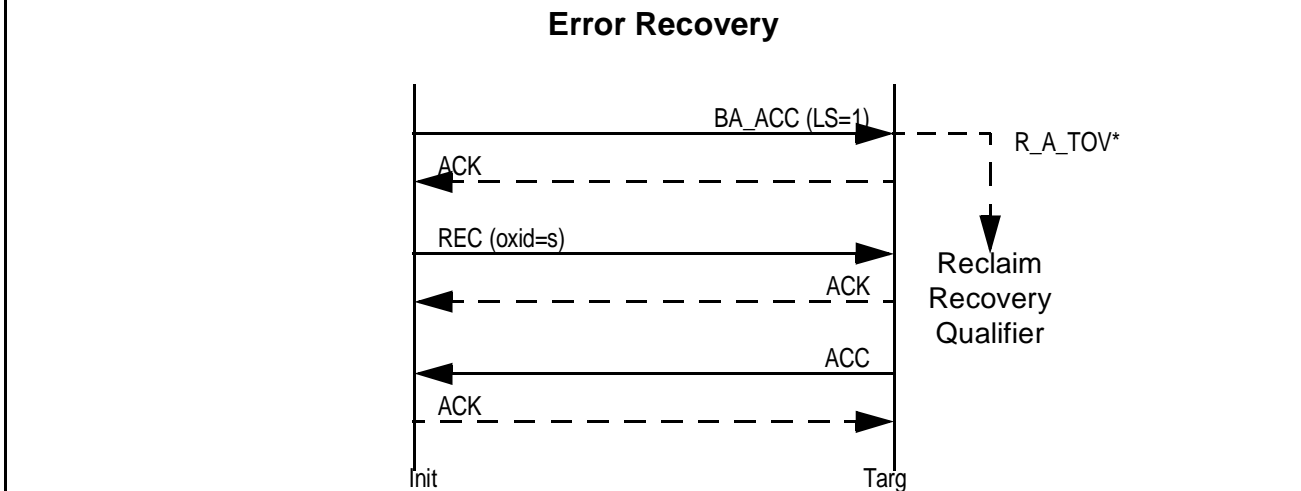 Error Recovery
BA_ACC (LS=1)
R_A_TOV*
ACK
REC (oxid=s)
Reclaim
Recovery
Qualifier
ACK
ACC
ACK
Init
Targ